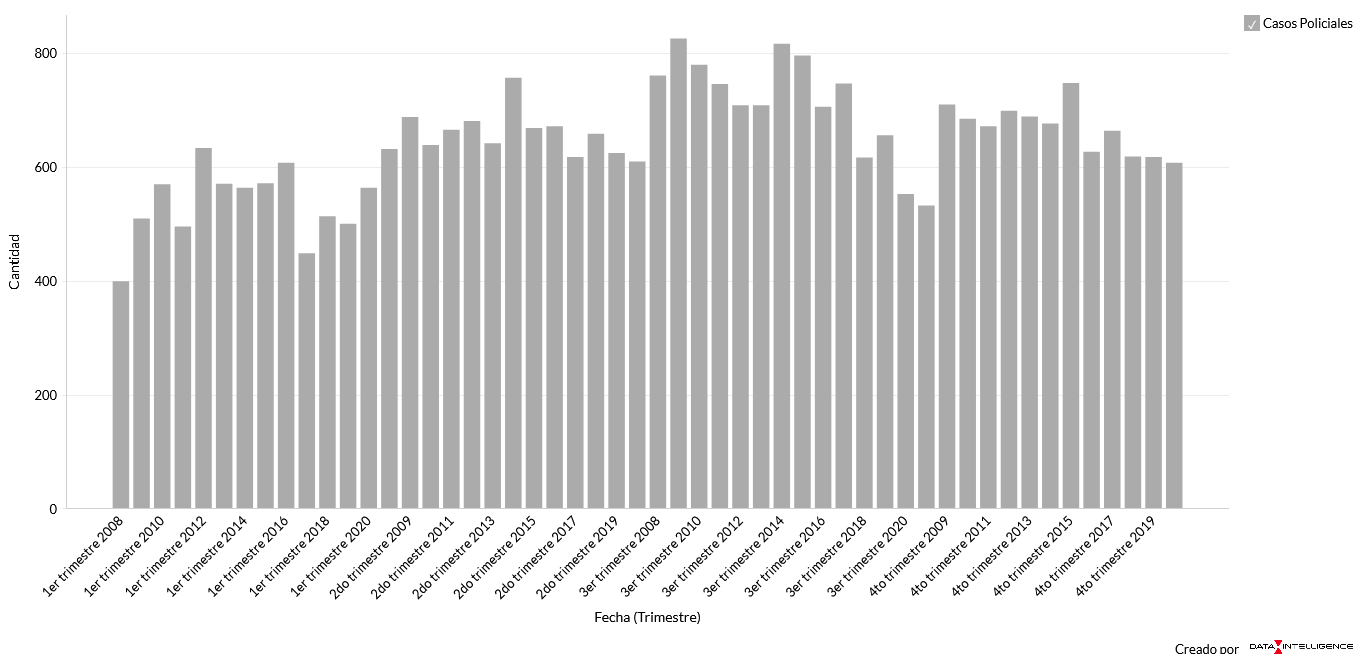 Casos Policiales
800
600
400
200
0
Cantidad
1er trimestre 2008
1er trimestre 2010
1er trimestre 2012
1er trimestre 2014
1er trimestre 2016
1er trimestre 2018
1er trimestre 2020
2do trimestre 2009
2do trimestre 2011
2do trimestre 2013
2do trimestre 2015
2do trimestre 2017
2do trimestre 2019
3er trimestre 2008
3er trimestre 2010
3er trimestre 2012
3er trimestre 2014
3er trimestre 2016
3er trimestre 2018
3er trimestre 2020
4to trimestre 2009
4to trimestre 2011
4to trimestre 2013
4to trimestre 2015
4to trimestre 2017
4to trimestre 2019
Fecha (Trimestre)
Creado por DATA INTELLIGENCE